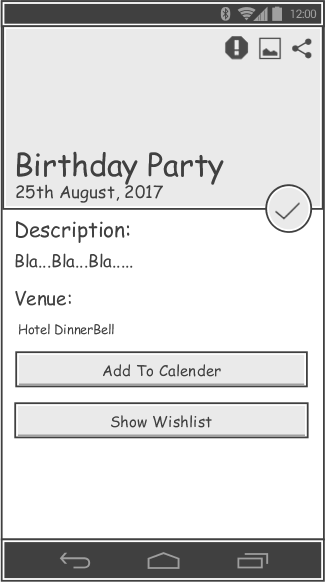 12:00
Birthday Party
25th August, 2017
Description:
Bla...Bla...Bla.....
Venue:
Hotel DinnerBell
Add To Calender
Show Wishlist